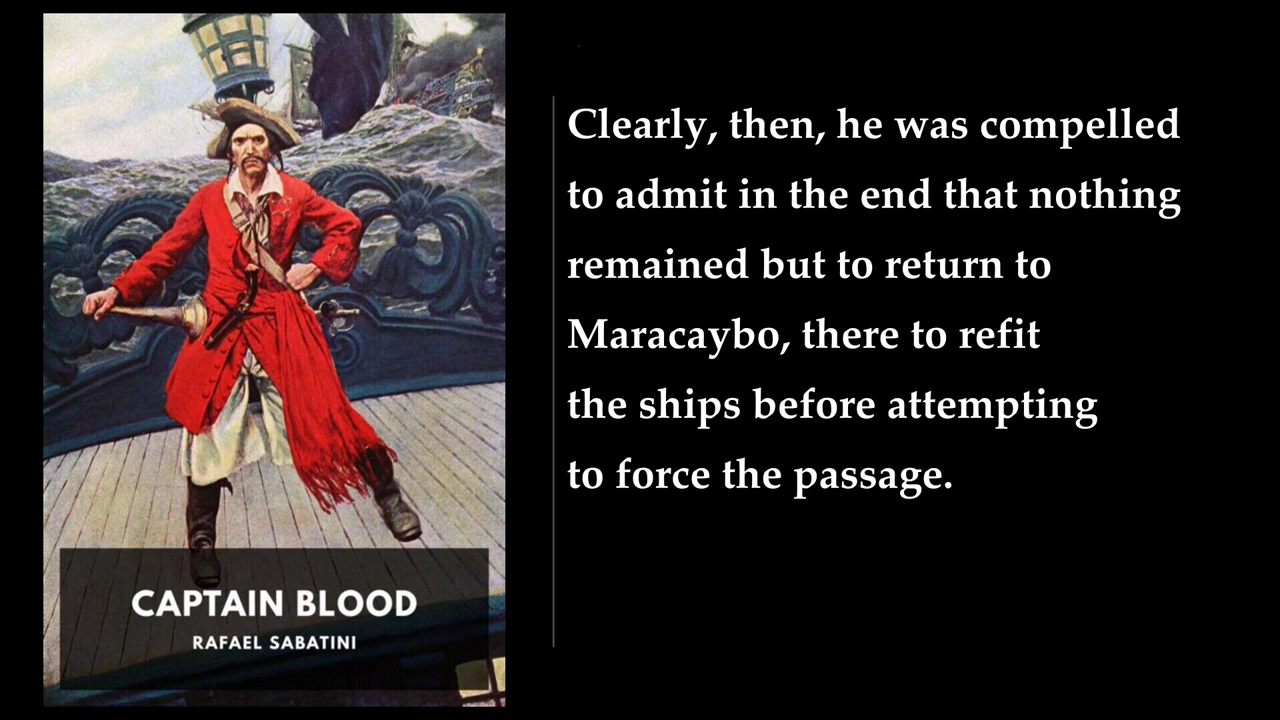 CAPTAIN BLOOD
RAFAEL SABATINI
Clearly, then, he was compelled
to admit in the end that nothing
remained but to return to
Maracaybo, there to refit
the ships before attempting
to force the passage.